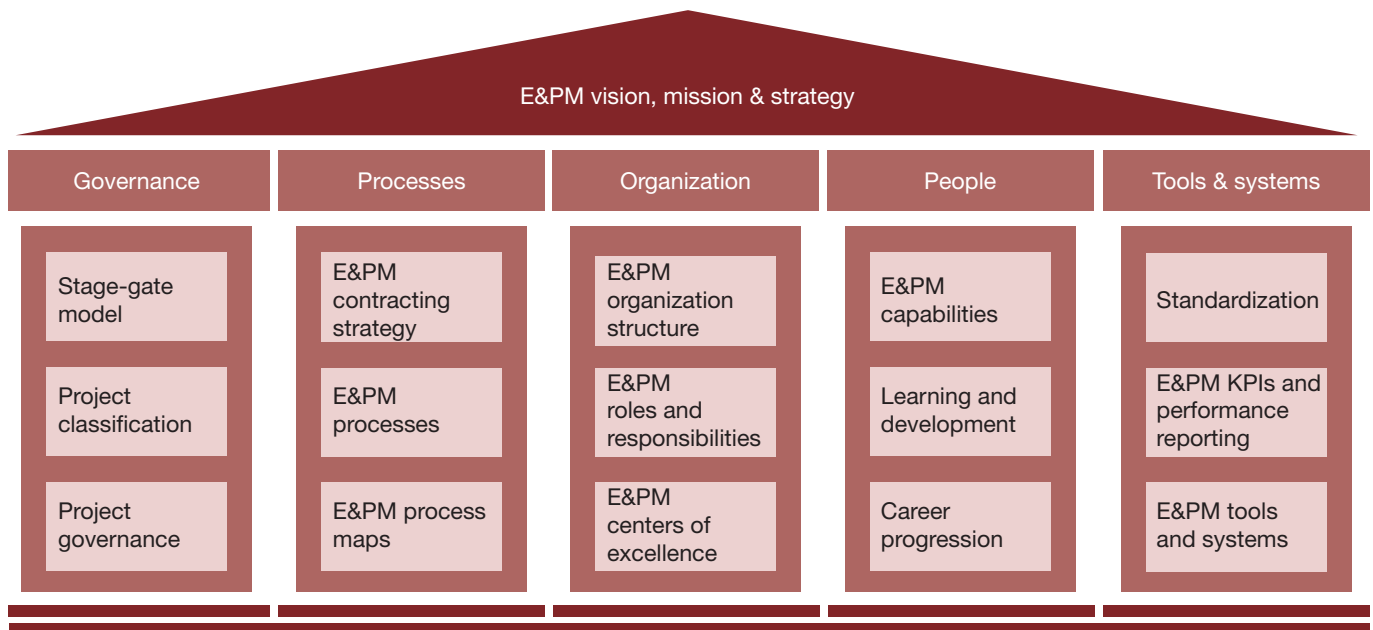 E&PM vision, mission & strategy
Governance
Processes
Organization
People
Tools & systems
Stage-gate
model
Project
classification
Project
governance
E&PM
contracting
strategy
E&PM
processes
E&PM process
maps
E&PM
organization
structure
E&PM
roles and
responsibilities
E&PM
centers of
excellence
E&PM
capabilities
Learning and
development
Career
progression
Standardization
E&PM KPIs and
performance
reporting
E&PM tools
and systems